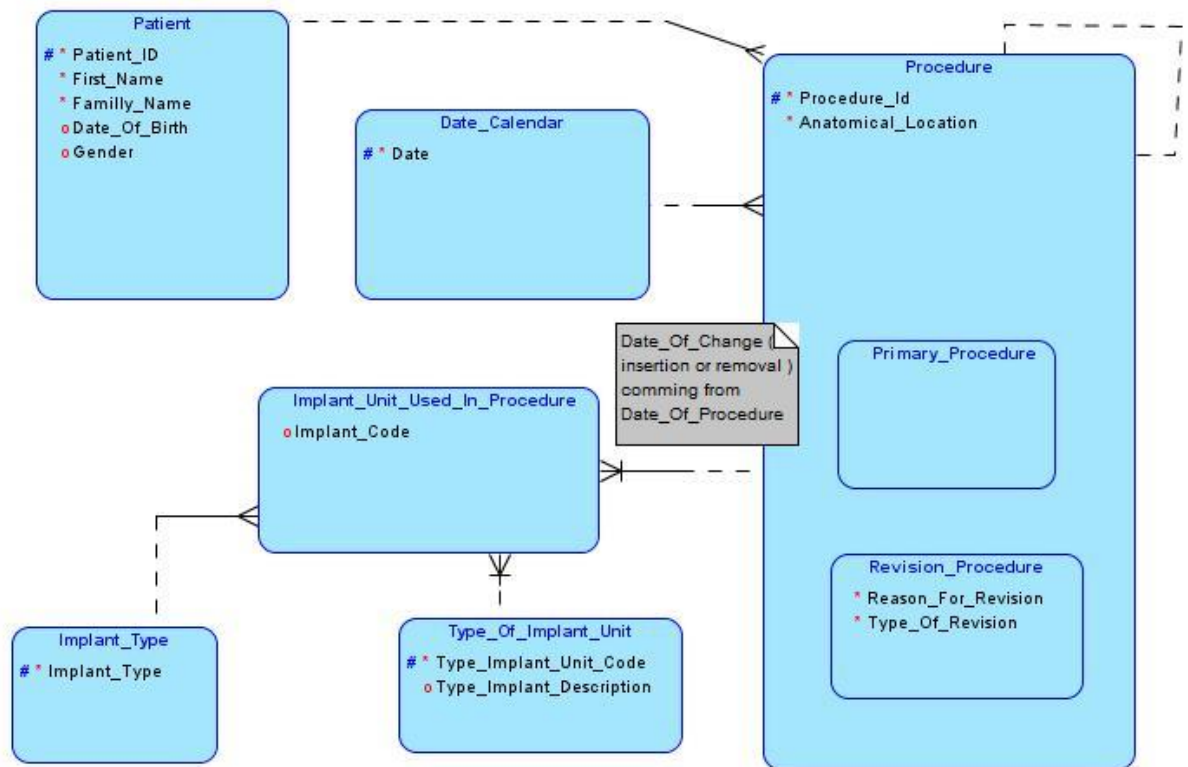 Patient
# * Patient_ID
* First_Name
* Familly_Name
o Date_Of_Birth
o Gender
Date_Calendar
# * Date
Procedure
# * Procedure_Id
* Anatomical_Location
Date_Of_Change (
insertion or removal )
comming from
Date_Of_Procedure
Primary_Procedure
Implant_Unit_Used_In_Procedure
o Implant_Code
Revision_Procedure
* Reason_For_Revision
* Type_Of_Revision
Implant_Type
# * Implant_Type
Type_Of_Implant_Unit
# * Type_Implant_Unit_Code
o Type_Implant_Description